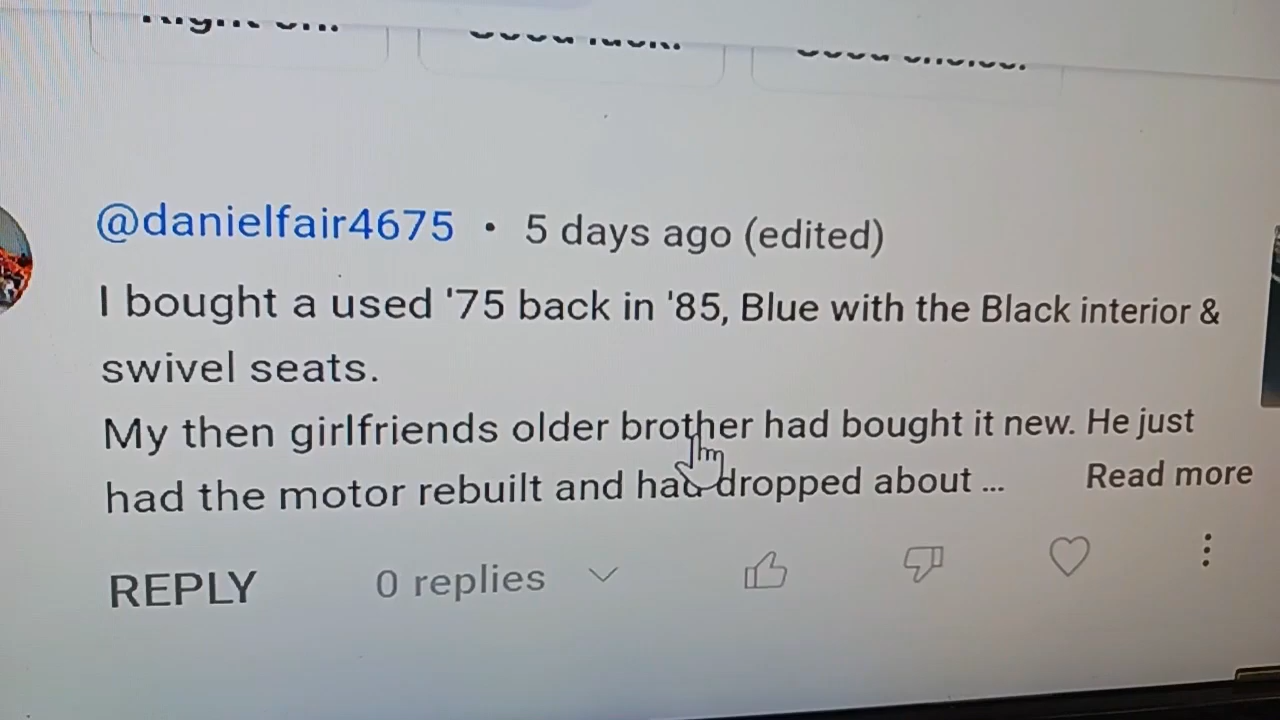 @danielfair4675 • 5 days ago (edited)
I bought a used '75 back in '85, Blue with the Black interior &
swivel seats.
My then girlfriends older brother had bought it new. He just
had the motor rebuilt and had dropped about ... Read more
REPLY 0 replies